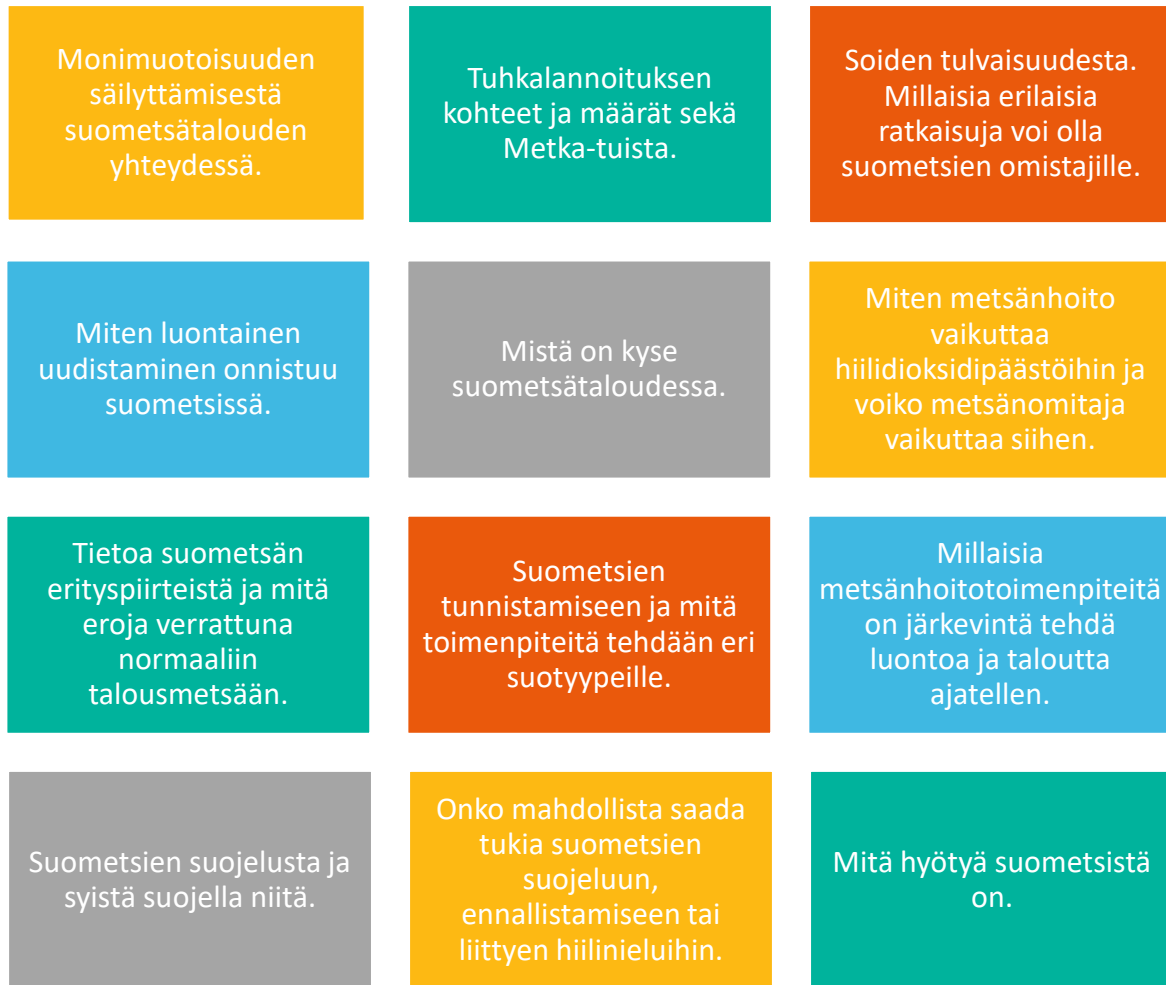 Monimuotoisuuden
säilyttämisestä
suometsätalouden
yhteydessä.
Tuhkalannoituksen
kohteet ja määrät sekä
Metka-tuista.
Soiden tulvaisuudesta.
Millaisia erilaisia
ratkaisuja voi olla
suometsien omistajille.
Miten luontainen
uudistaminen onnistuu
suometsissä.
Mistä on kyse
suometsätaloudessa.
Miten metsänhoito
vaikuttaa
hiilidioksidipäästöihin ja
voiko metsänomitaja
vaikuttaa siihen.
Tietoa suometsän
erityspiirteistä ja mitä
eroja verrattuna
normaaliin
talousmetsään.
Suometsien
tunnistamiseen ja mitä
toimenpiteitä tehdään eri
suotyypeille.
Millaisia
metsänhoitotoimenpiteitä
on järkevintä tehdä
luontoa ja taloutta
ajatellen.
Suometsien suojelusta ja
syistä suojella niitä.
Onko mahdollista saada
tukia suometsien
suojeluun,
ennallistamiseen tai
liittyen hiilinieluihin.
Mitä hyötyä suometsistä
on.